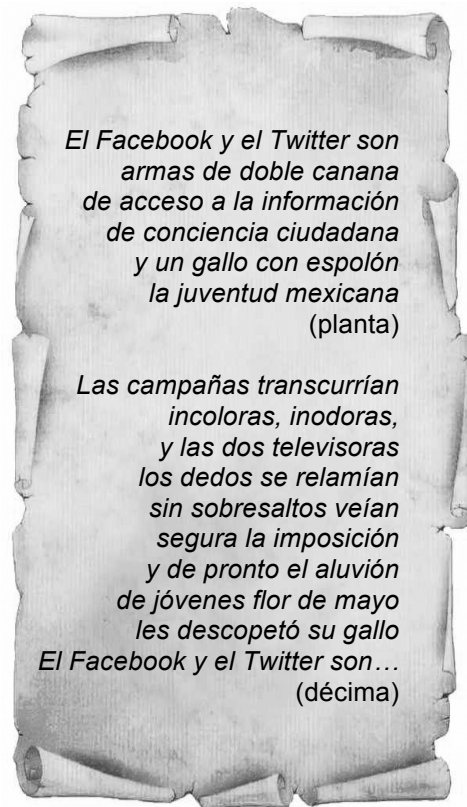 El Facebook y el Twitter son
armas de doble canana
de acceso a la información
de conciencia ciudadana
y un gallo con espolón
la juventud mexicana
(planta)
Las campañas transcurrían
incoloras, inodoras,
y las dos televisoras
los dedos se relamían
sin sobresaltos veían
segura la imposición
y de pronto el aluvión
de jóvenes flor de mayo
les descopetó su gallo
El Facebook y el Twitter son…
(décima)